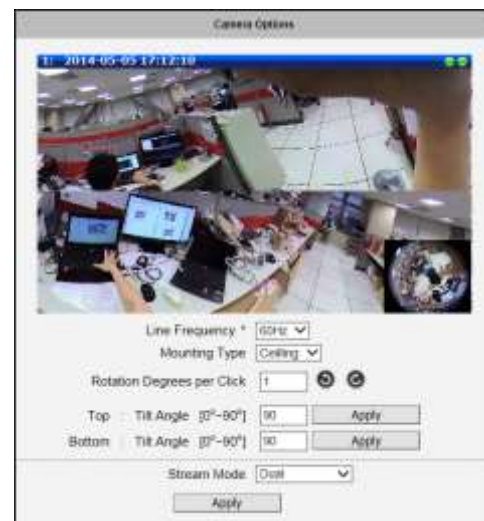 Camera Options
1: 2014-05-05 17:12:10
Line Frequency * 60Hz
Mounting Type Ceiling
Rotation Degrees per Click 1
Top : Tilt Angle [0°~90°] 90 Apply
Bottom : Tilt Angle [0°~90°] 90 Apply
Stream Mode Dual
Apply